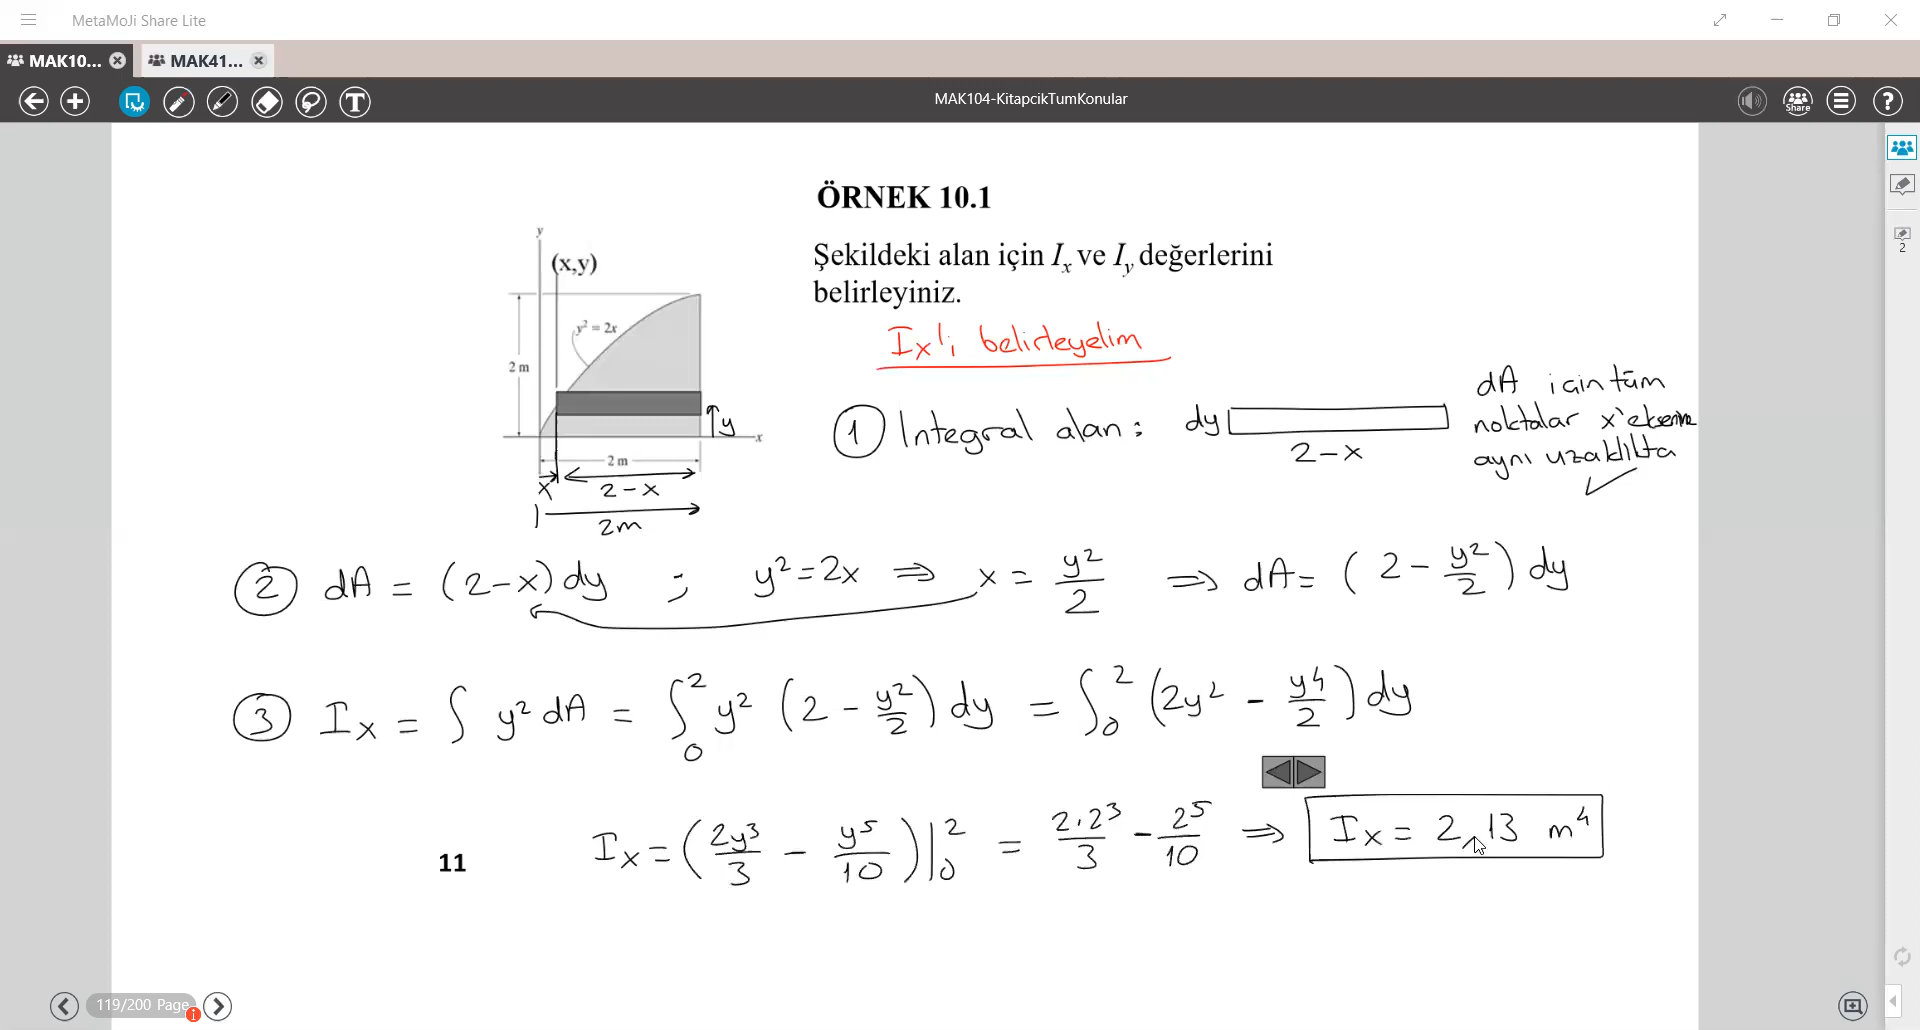 MetaMoJi Share Lite
MAK10...
MAK41...
MAK104-KitapcikTumKonular
Share
?
T
2
ÖRNEK 10.1
Şekildeki alan için Ix ve Iy değerlerini
belirleyiniz.
Ix'i belirleyelim
y
(x,y)
y² = 2x
2 m
y
x
2 m
x
2-x
2m
① Integral alan: dy
2-x
dA için tüm
noktalar x'eksenine
aynı uzaklıkta
② dA = (2-x)dy ; y²=2x ⇒ x = y²/2 ⇒ dA = (2 - y²/2) dy
③ Ix = ∫ y² dA = ∫₀² y² (2 - y²/2) dy = ∫₀² (2y² - y⁴/2) dy
Ix = (2y³/3 - y⁵/10)|₀² = 2.2³/3 - 2⁵/10 ⇒ Ix = 2,13 m⁴
11
119/200 Page